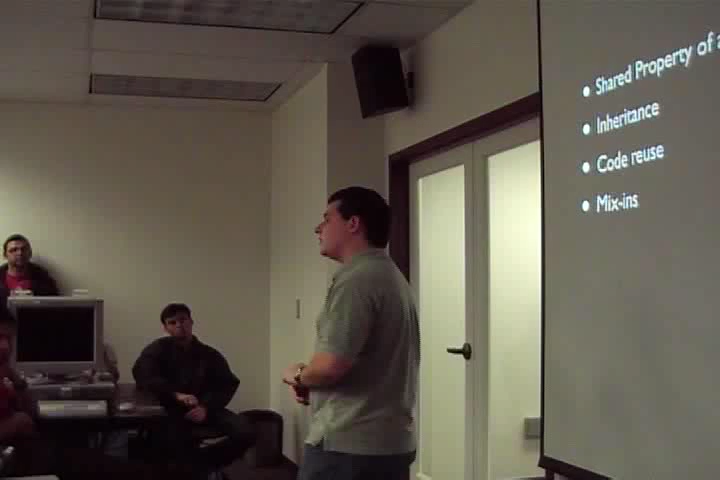 • Shared Property of a
• Inheritance
• Code reuse
• Mix-ins